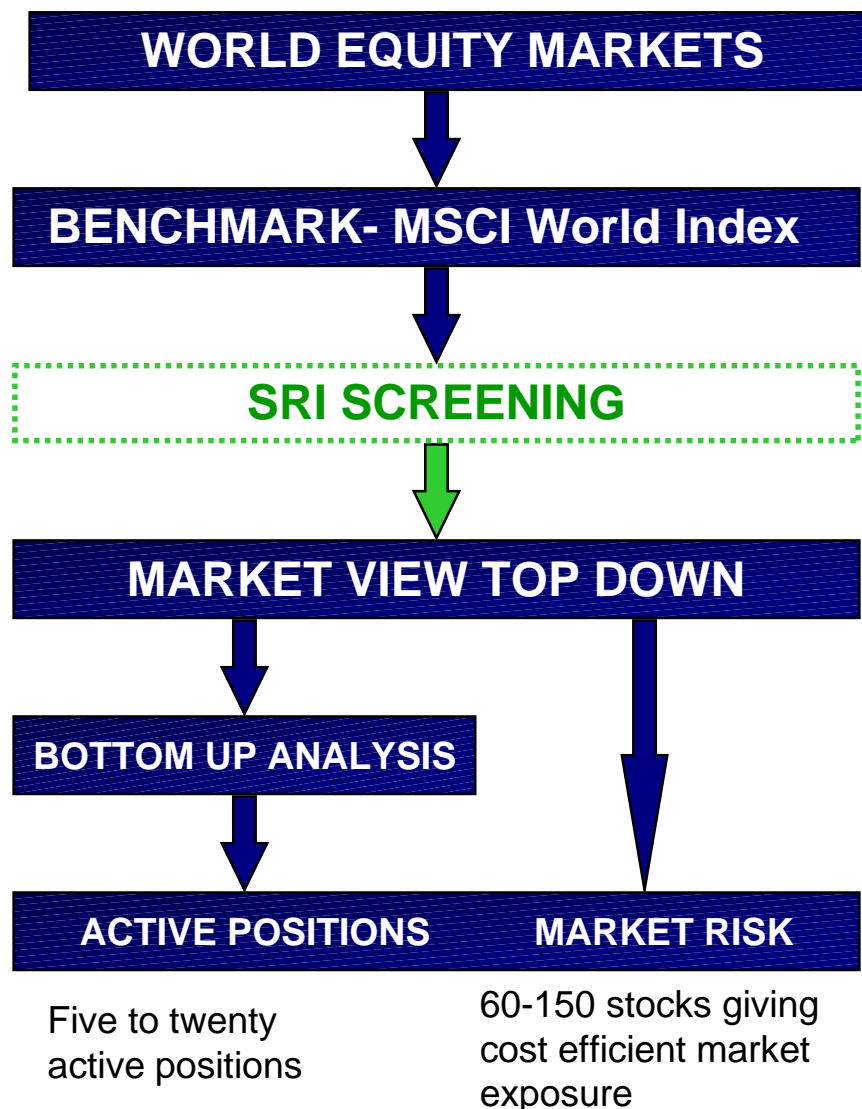 WORLD EQUITY MARKETS
BENCHMARK- MSCI World Index
SRI SCREENING
MARKET VIEW TOP DOWN
BOTTOM UP ANALYSIS
ACTIVE POSITIONS
MARKET RISK
Five to twenty
active positions
60-150 stocks giving
cost efficient market
exposure